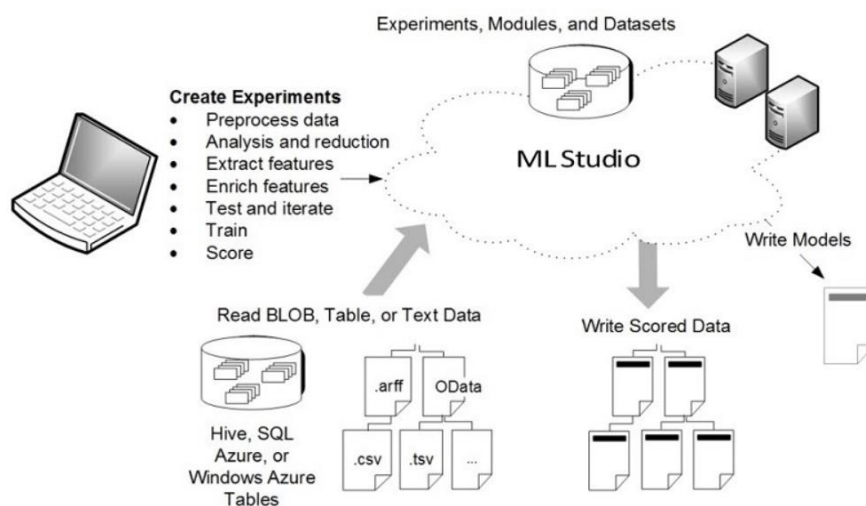 Experiments, Modules, and Datasets
Create Experiments
• Preprocess data
• Analysis and reduction
• Extract features
• Enrich features
• Test and iterate
• Train
• Score
ML Studio
Write Models
Read BLOB, Table, or Text Data
Write Scored Data
.arff
OData
.csv
.tsv
...
Hive, SQL
Azure, or
Windows Azure
Tables